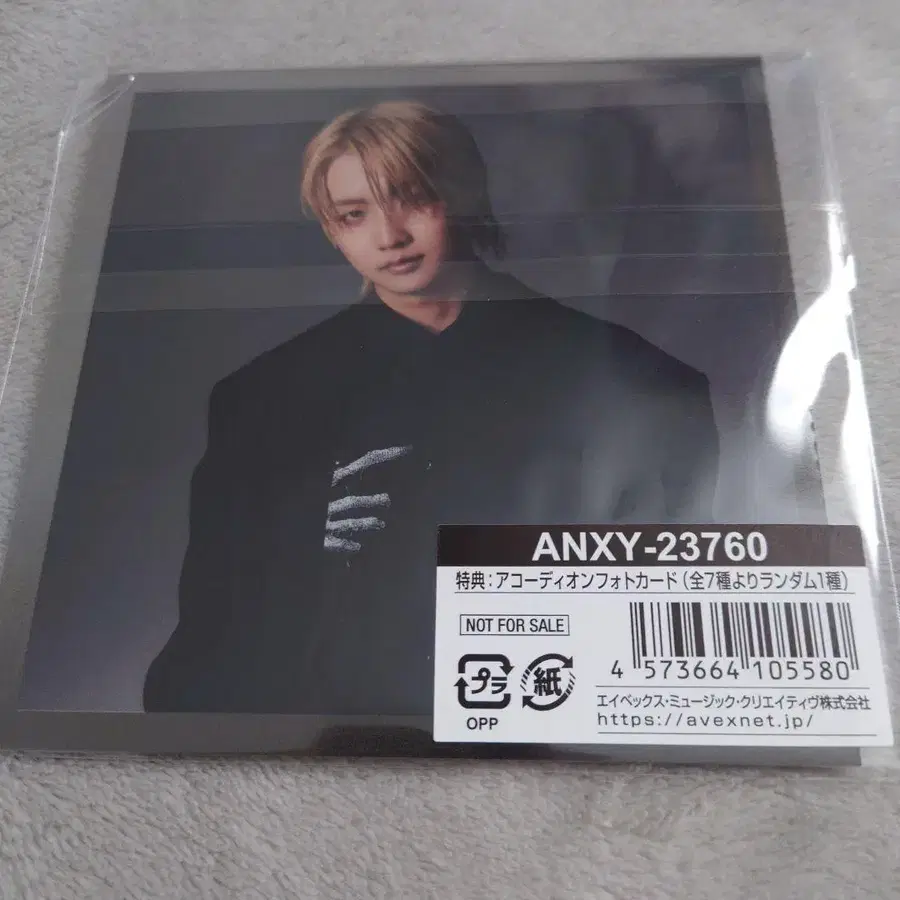 ANXY-23760
特典:アコーディオンフォトカード(全7種よりランダム1種)
NOT FOR SALE
4 573664 105580
プラ 紙
OPP
エイベックス・ミュージック・クリエイティヴ株式会社
https://avexnet.jp/